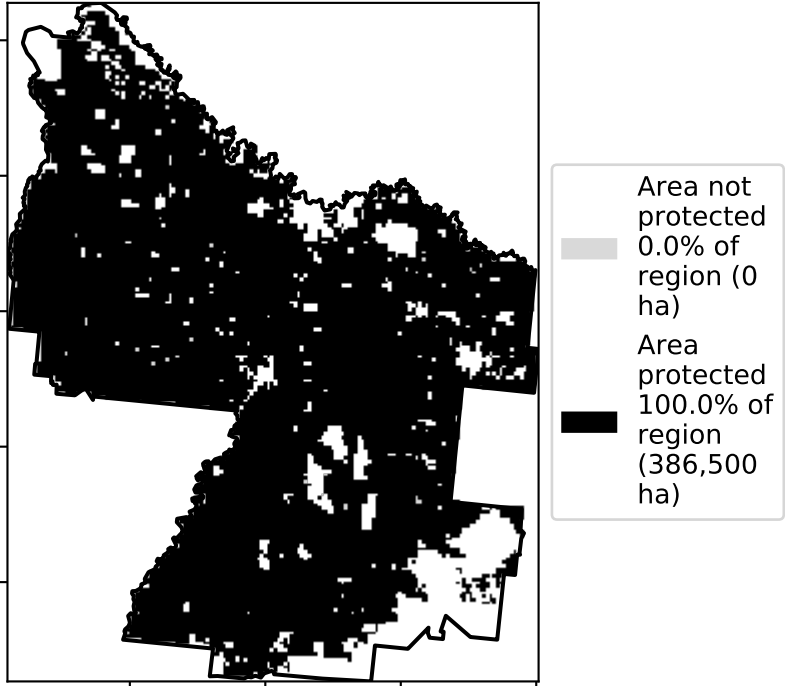 Area not
protected
0.0% of
region (0
ha)
Area
protected
100.0% of
region
(386,500
ha)